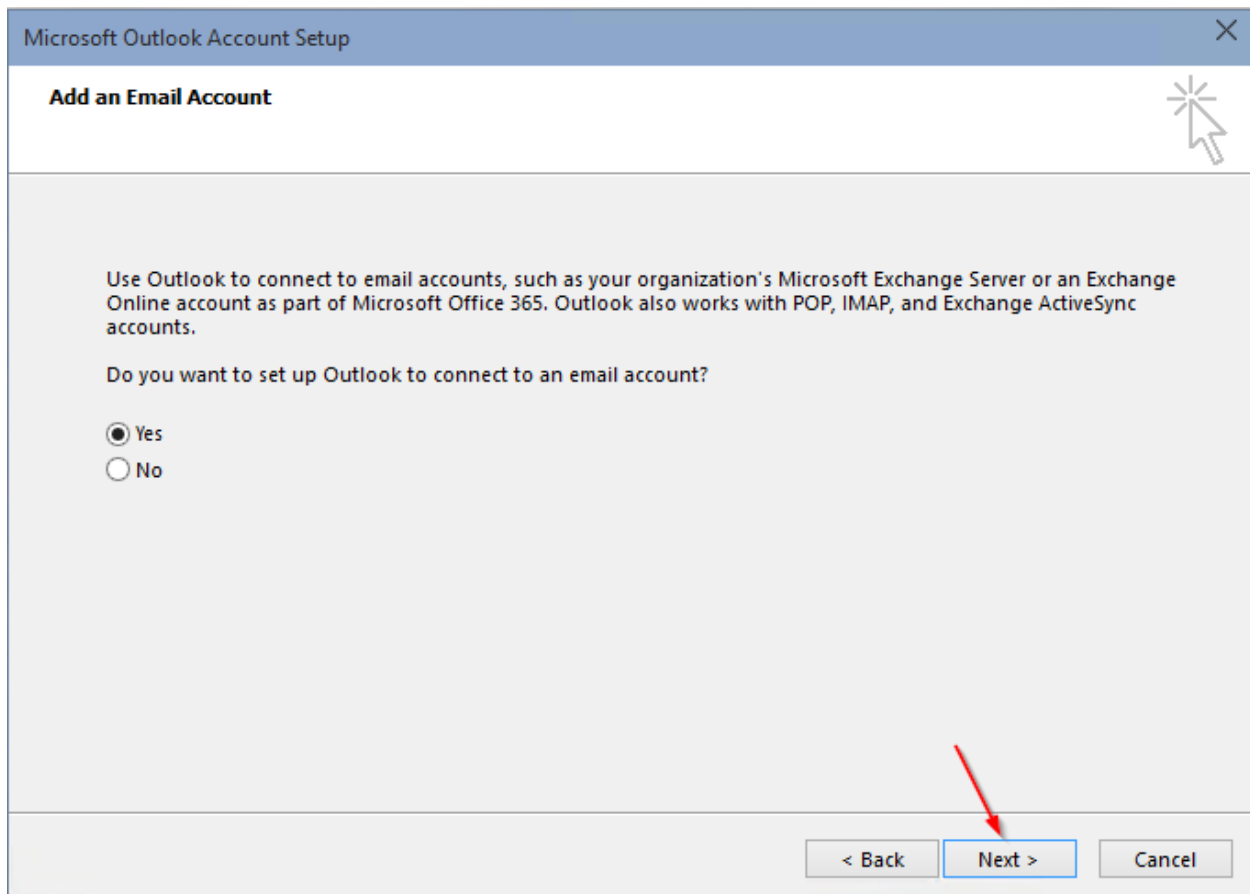 Microsoft Outlook Account Setup
Add an Email Account
Use Outlook to connect to email accounts, such as your organization's Microsoft Exchange Server or an Exchange
Online account as part of Microsoft Office 365. Outlook also works with POP, IMAP, and Exchange ActiveSync
accounts.
Do you want to set up Outlook to connect to an email account?
Yes
No
< Back
Next >
Cancel